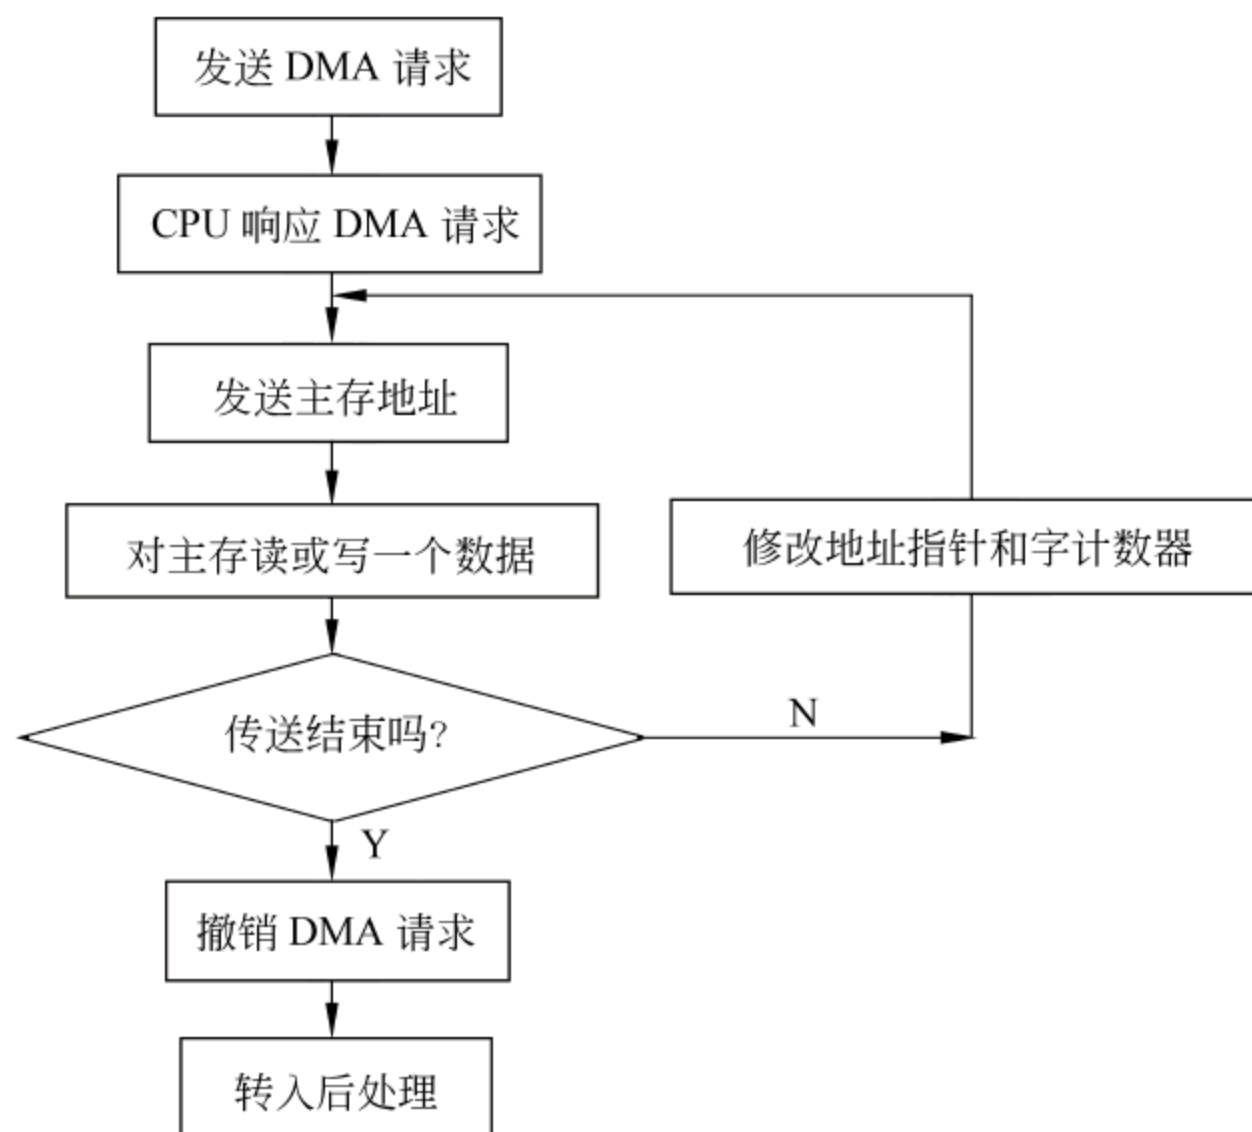 发送 DMA 请求
CPU 响应 DMA 请求
发送主存地址
对主存读或写一个数据
修改地址指针和字计数器
传送结束吗?
N
Y
撤销 DMA 请求
转入后处理